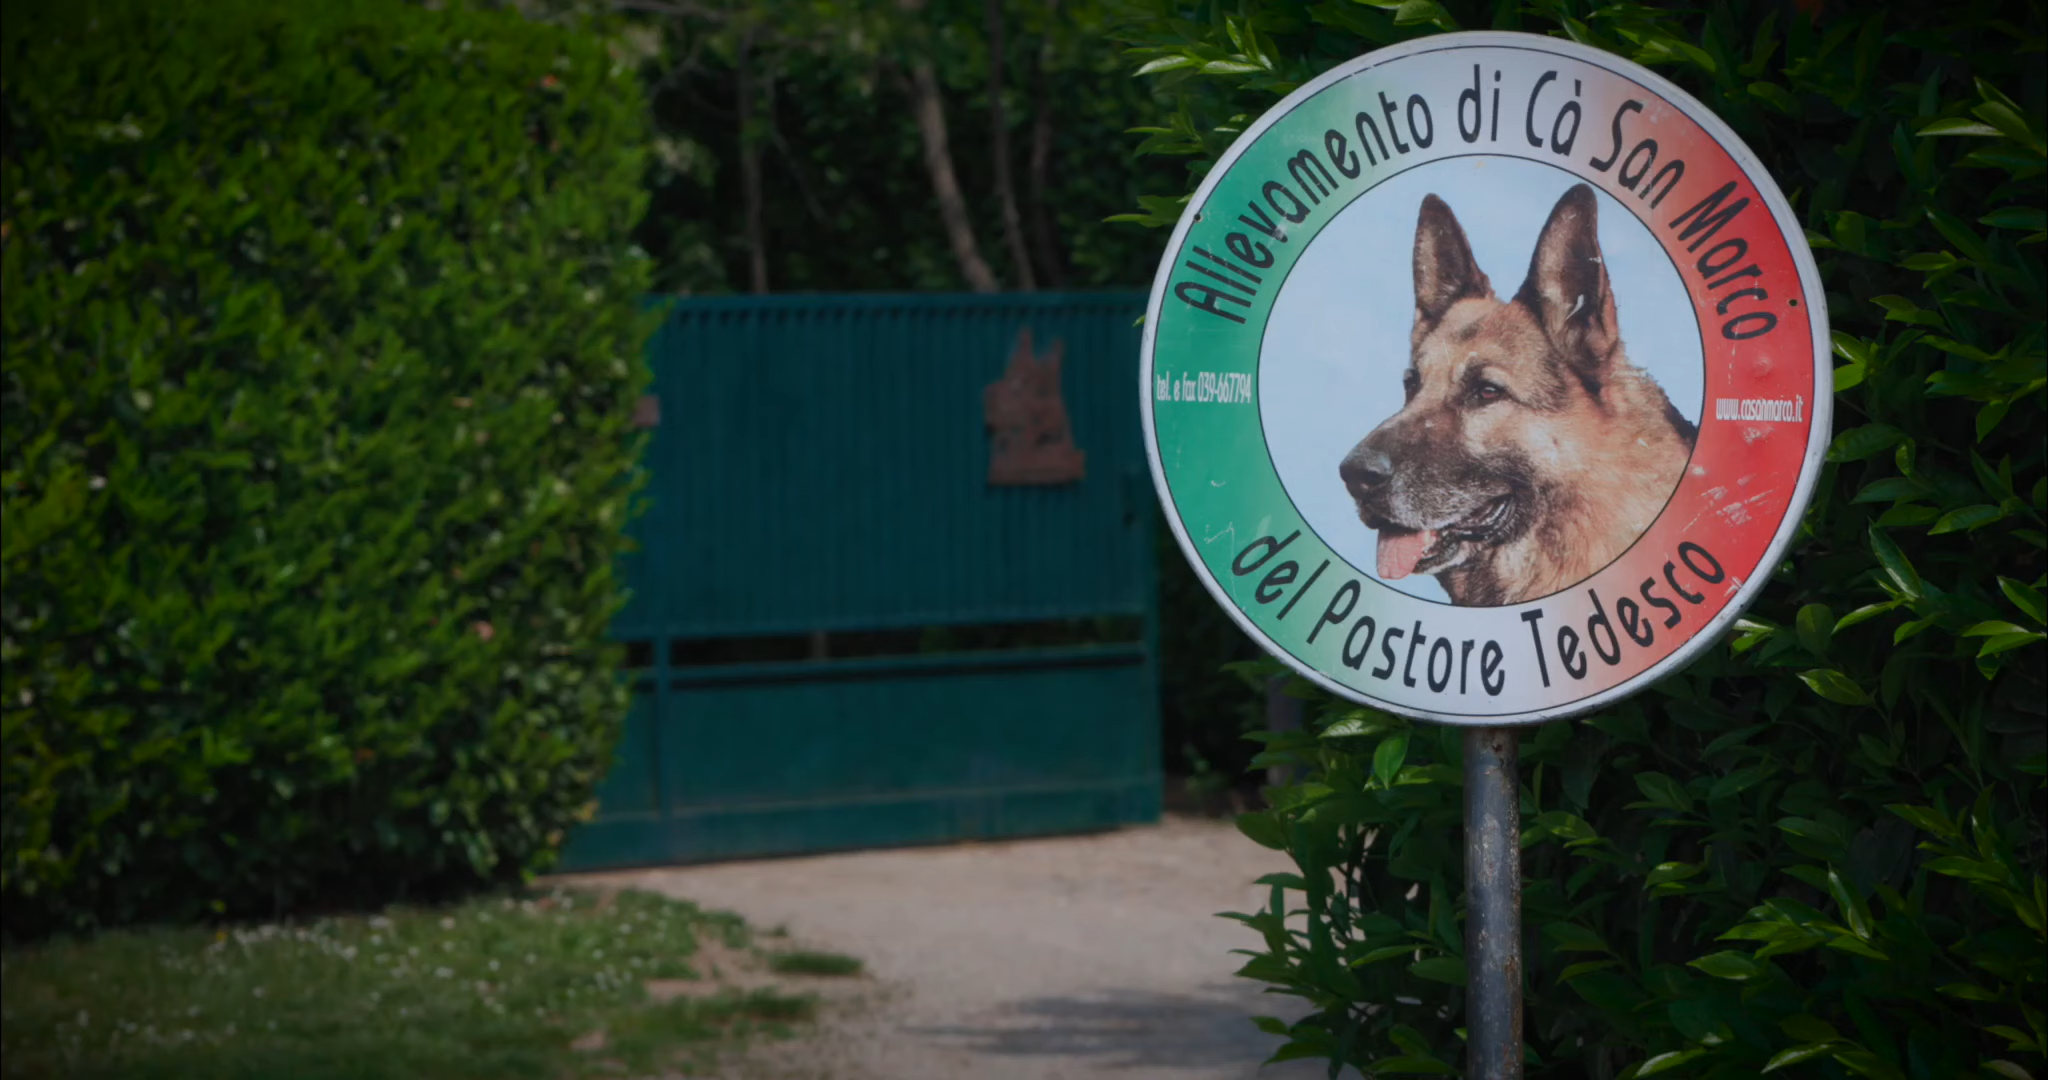 Allevamento di Cà San Marco
tel. e fax 039-667794
www.casanmarco.it
del Pastore Tedesco